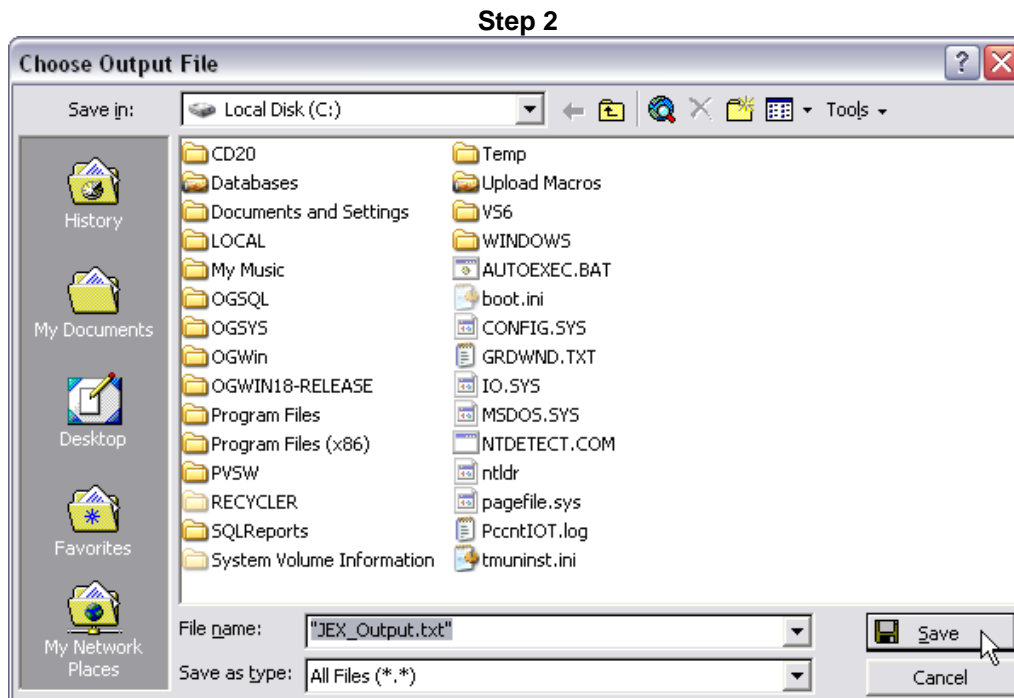 Step 2
Choose Output File
Save in:
Local Disk (C:)
Tools
History
My Documents
Desktop
Favorites
My Network
Places
CD20
Databases
Documents and Settings
LOCAL
My Music
OGSQL
OGSYS
OGWin
OGWIN18-RELEASE
Program Files
Program Files (x86)
PVSW
RECYCLER
SQLReports
System Volume Information
Temp
Upload Macros
VS6
WINDOWS
AUTOEXEC.BAT
boot.ini
CONFIG.SYS
GRDWND.TXT
IO.SYS
MSDOS.SYS
NTDETECT.COM
ntldr
pagefile.sys
PccntIOT.log
tmuninst.ini
File name:
"JEX_Output.txt"
Save
Save as type:
All Files (*.*)
Cancel